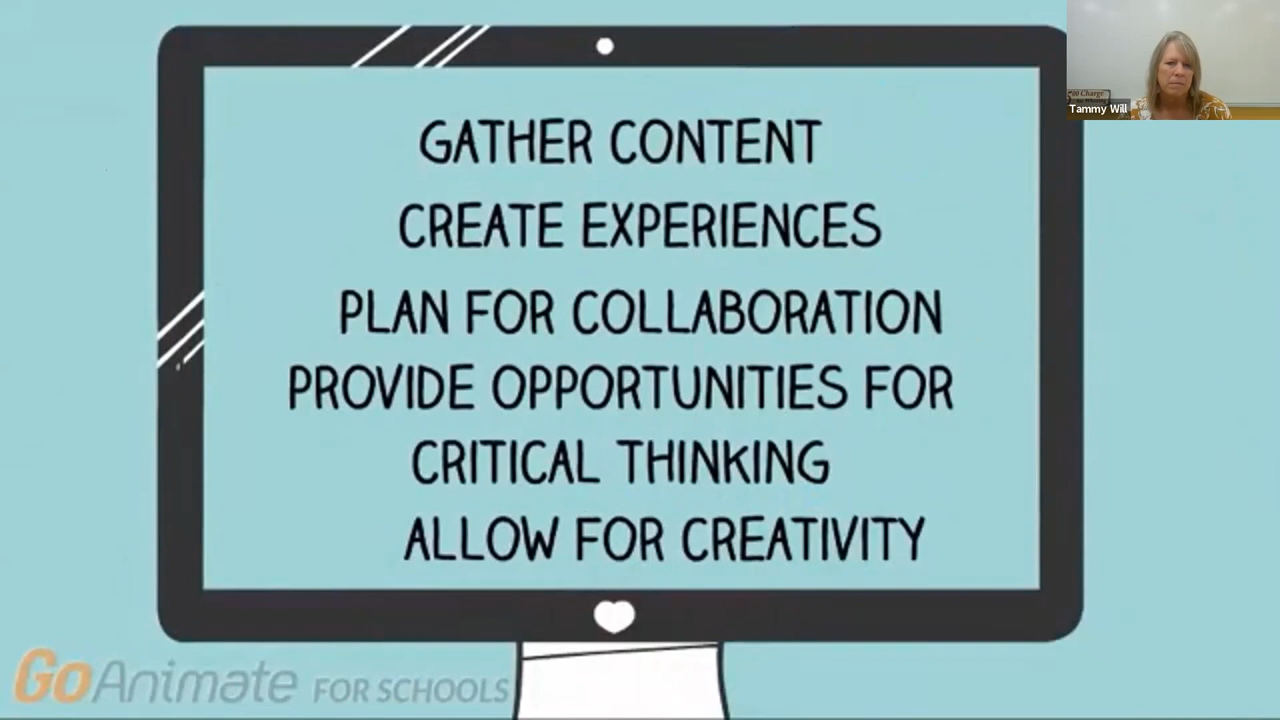 GATHER CONTENT
CREATE EXPERIENCES
PLAN FOR COLLABORATION
PROVIDE OPPORTUNITIES FOR
CRITICAL THINKING
ALLOW FOR CREATIVITY
Charge
Tammy Will
GoAnimate FOR SCHOOLS